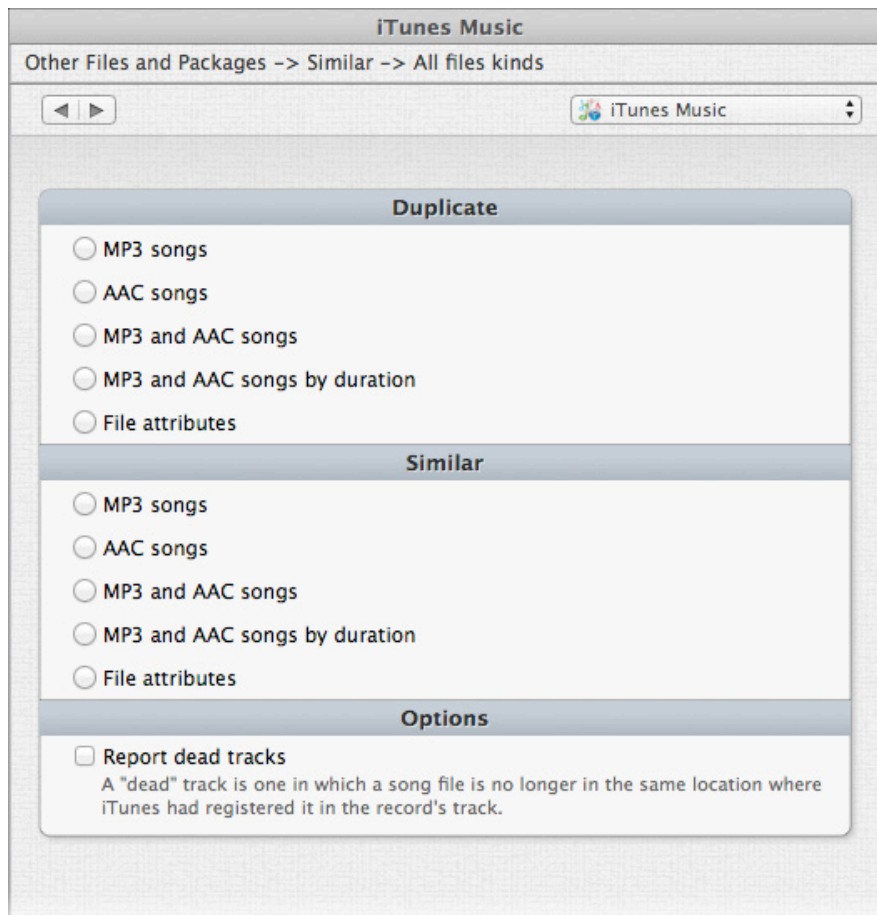 iTunes Music
Other Files and Packages -> Similar -> All files kinds
iTunes Music
Duplicate
MP3 songs
AAC songs
MP3 and AAC songs
MP3 and AAC songs by duration
File attributes
Similar
MP3 songs
AAC songs
MP3 and AAC songs
MP3 and AAC songs by duration
File attributes
Options
Report dead tracks
A "dead" track is one in which a song file is no longer in the same location where
iTunes had registered it in the record's track.